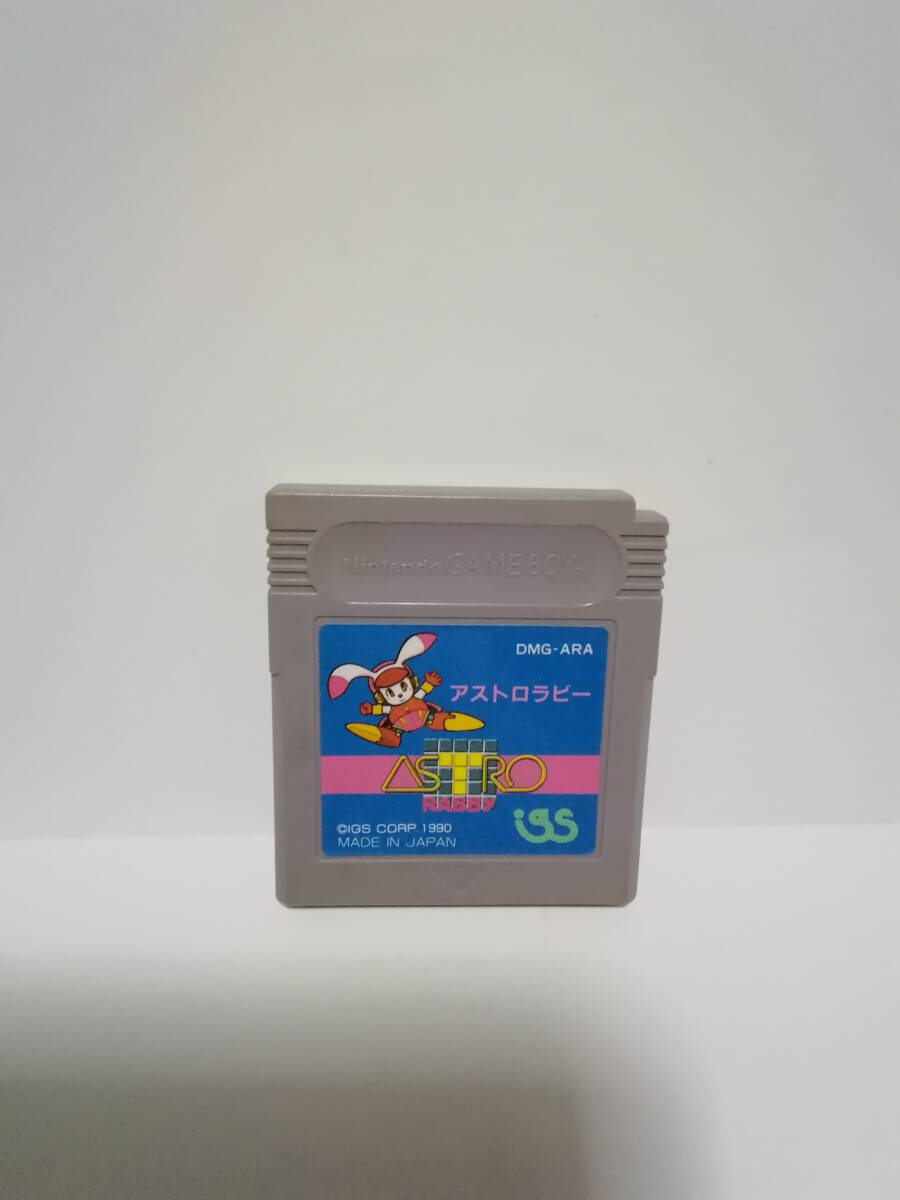 Nintendo GAME BOY™
DMG-ARA
アストロラビー
ASTRO
RABBY
©IGS CORP. 1990
MADE IN JAPAN
igs